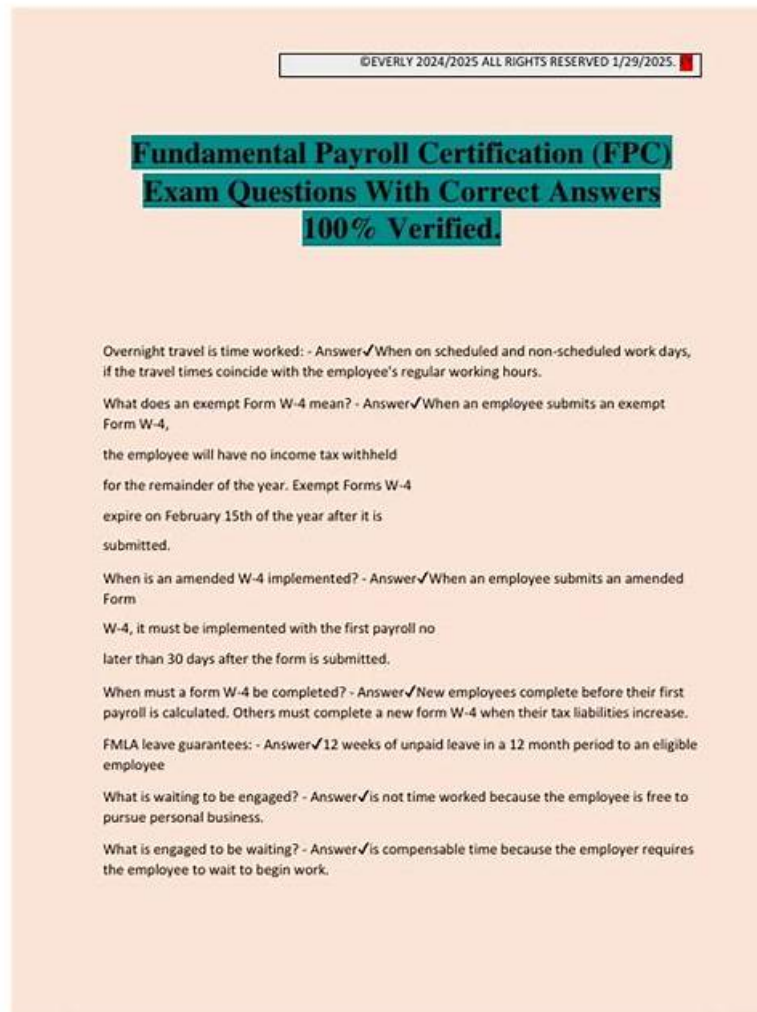 ©EVERLY 2024/2025 ALL RIGHTS RESERVED 1/29/2025.
Fundamental Payroll Certification (FPC)
Exam Questions With Correct Answers
100% Verified.
Overnight travel is time worked: - Answer✓When on scheduled and non-scheduled work days,
if the travel times coincide with the employee's regular working hours.
What does an exempt Form W-4 mean? - Answer✓When an employee submits an exempt
Form W-4,
the employee will have no income tax withheld
for the remainder of the year. Exempt Forms W-4
expire on February 15th of the year after it is
submitted.
When is an amended W-4 implemented? - Answer✓When an employee submits an amended
Form
W-4, it must be implemented with the first payroll no
later than 30 days after the form is submitted.
When must a form W-4 be completed? - Answer✓New employees complete before their first
payroll is calculated. Others must complete a new form W-4 when their tax liabilities increase.
FMLA leave guarantees: - Answer✓12 weeks of unpaid leave in a 12 month period to an eligible
employee
What is waiting to be engaged? - Answer✓is not time worked because the employee is free to
pursue personal business.
What is engaged to be waiting? - Answer✓is compensable time because the employer requires
the employee to wait to begin work.